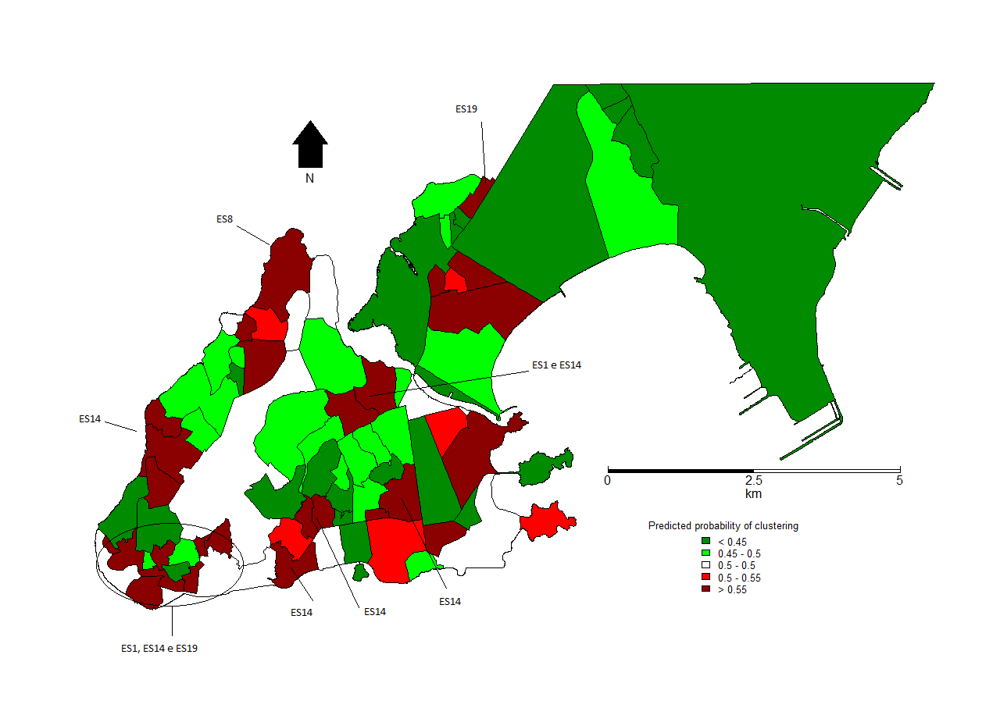 ES19
N
ES8
ES1 e ES14
ES14
0
2.5
5
km
Predicted probability of clustering
< 0.45
0.45 - 0.5
0.5 - 0.5
0.5 - 0.55
> 0.55
ES14
ES14
ES14
ES1, ES14 e ES19